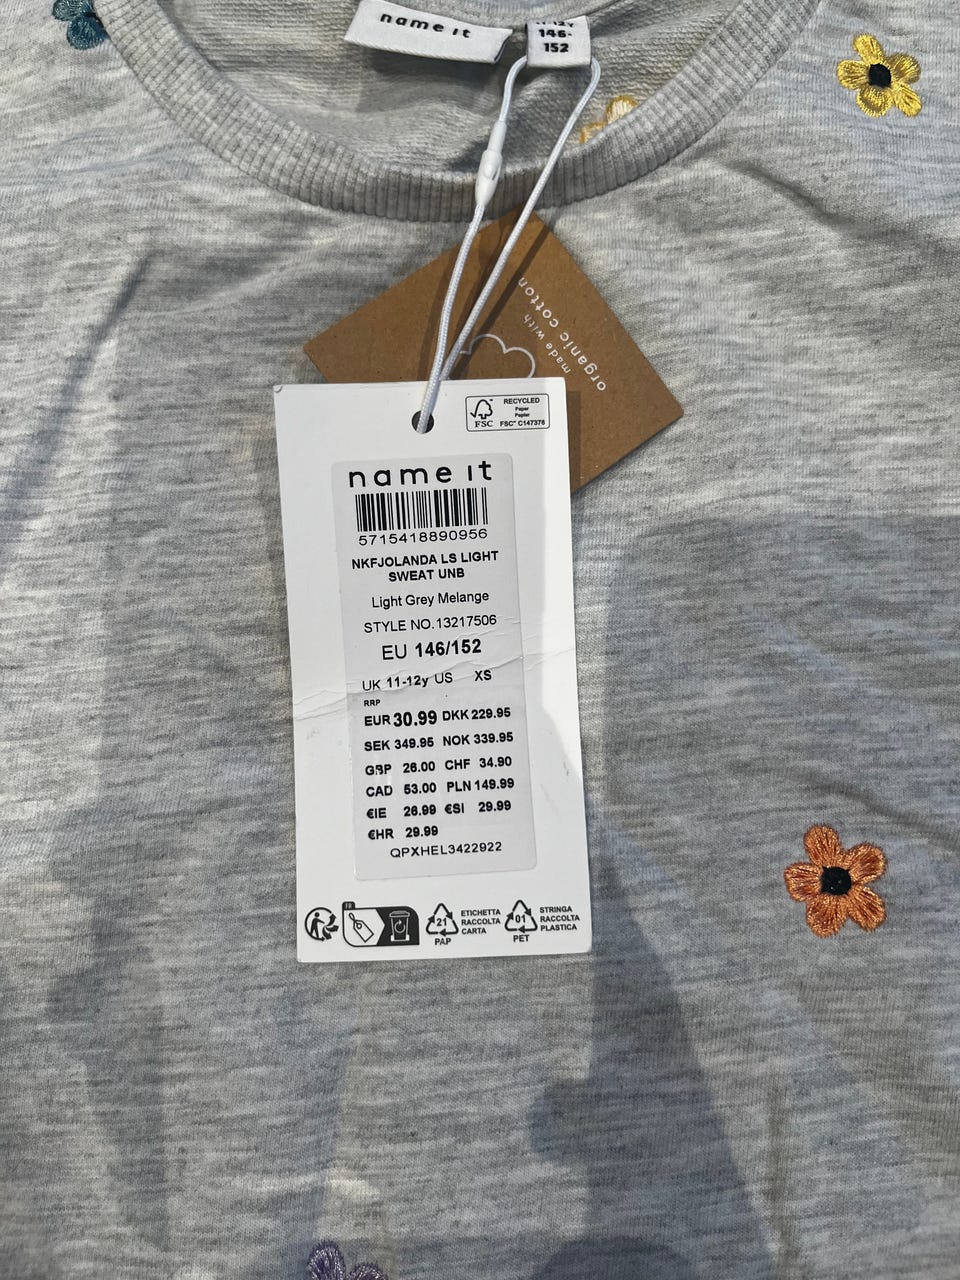 name it
11-12Y
146-
152
made with
organic cotton
FSC
RECYCLED
Paper
Papier
FSC™ C147376
name it
5715418890956
NKFJOLANDA LS LIGHT
SWEAT UNB
Light Grey Melange
STYLE NO.13217506
EU 146/152
UK 11-12y US XS
RRP
EUR 30.99 DKK 229.95
SEK 349.95 NOK 339.95
GBP 26.00 CHF 34.90
CAD 53.00 PLN 149.99
€IE 26.99 €SI 29.99
€HR 29.99
QPXHEL3422922
FR
21
PAP
ETICHETTA
RACCOLTA
CARTA
01
PET
STRINGA
RACCOLTA
PLASTICA